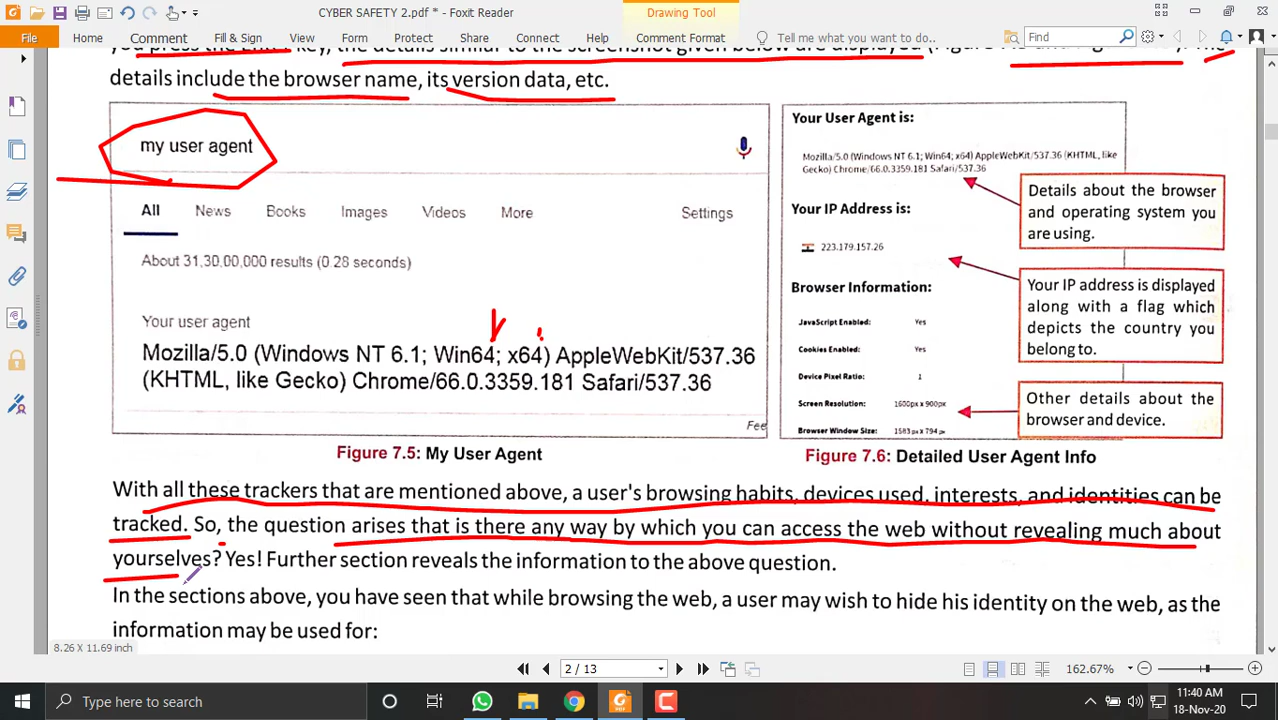 CYBER SAFETY 2.pdf * - Foxit Reader
Drawing Tool
File Home Comment Fill & Sign View Form Protect Share Connect Help Comment Format Tell me what you want to do... Find
details similar to the screenshot given below are displayed
details include the browser name, its version data, etc.
my user agent
All News Books Images Videos More Settings
About 31,30,00,000 results (0.28 seconds)
Your user agent
Mozilla/5.0 (Windows NT 6.1; Win64; x64) AppleWebKit/537.36
(KHTML, like Gecko) Chrome/66.0.3359.181 Safari/537.36
Fee
Figure 7.5: My User Agent
Your User Agent is:
Mozilla/5.0 (Windows NT 6.1; Win64; x64) AppleWebKit/537.36 (KHTML, like
Gecko) Chrome/66.0.3359.181 Safari/537.36
Your IP Address is:
223.179.157.26
Browser Information:
JavaScript Enabled: Yes
Cookies Enabled: Yes
Device Pixel Ratio: 1
Screen Resolution: 1600px x 900px
Browser Window Size: 1583 px x 794 px
Details about the browser
and operating system you
are using.
Your IP address is displayed
along with a flag which
depicts the country you
belong to.
Other details about the
browser and device.
Figure 7.6: Detailed User Agent Info
With all these trackers that are mentioned above, a user's browsing habits, devices used, interests, and identities can be
tracked. So, the question arises that is there any way by which you can access the web without revealing much about
yourselves? Yes! Further section reveals the information to the above question.
In the sections above, you have seen that while browsing the web, a user may wish to hide his identity on the web, as the
information may be used for:
8.26 X 11.69 inch
2 / 13
162.67%
Type here to search
11:40 AM
18-Nov-20